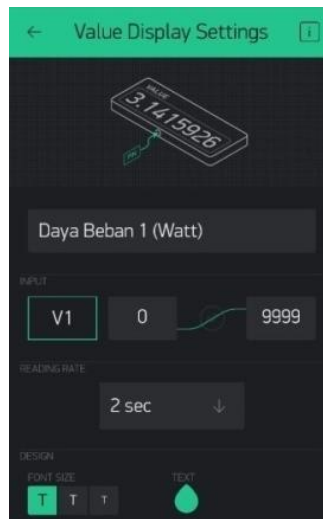 ← Value Display Settings i
VALUE
3.1415926
PIN
Daya Beban 1 (Watt)
INPUT
V1 0 9999
READING RATE
2 sec ↓
DESIGN
FONT SIZE TEXT
T T T